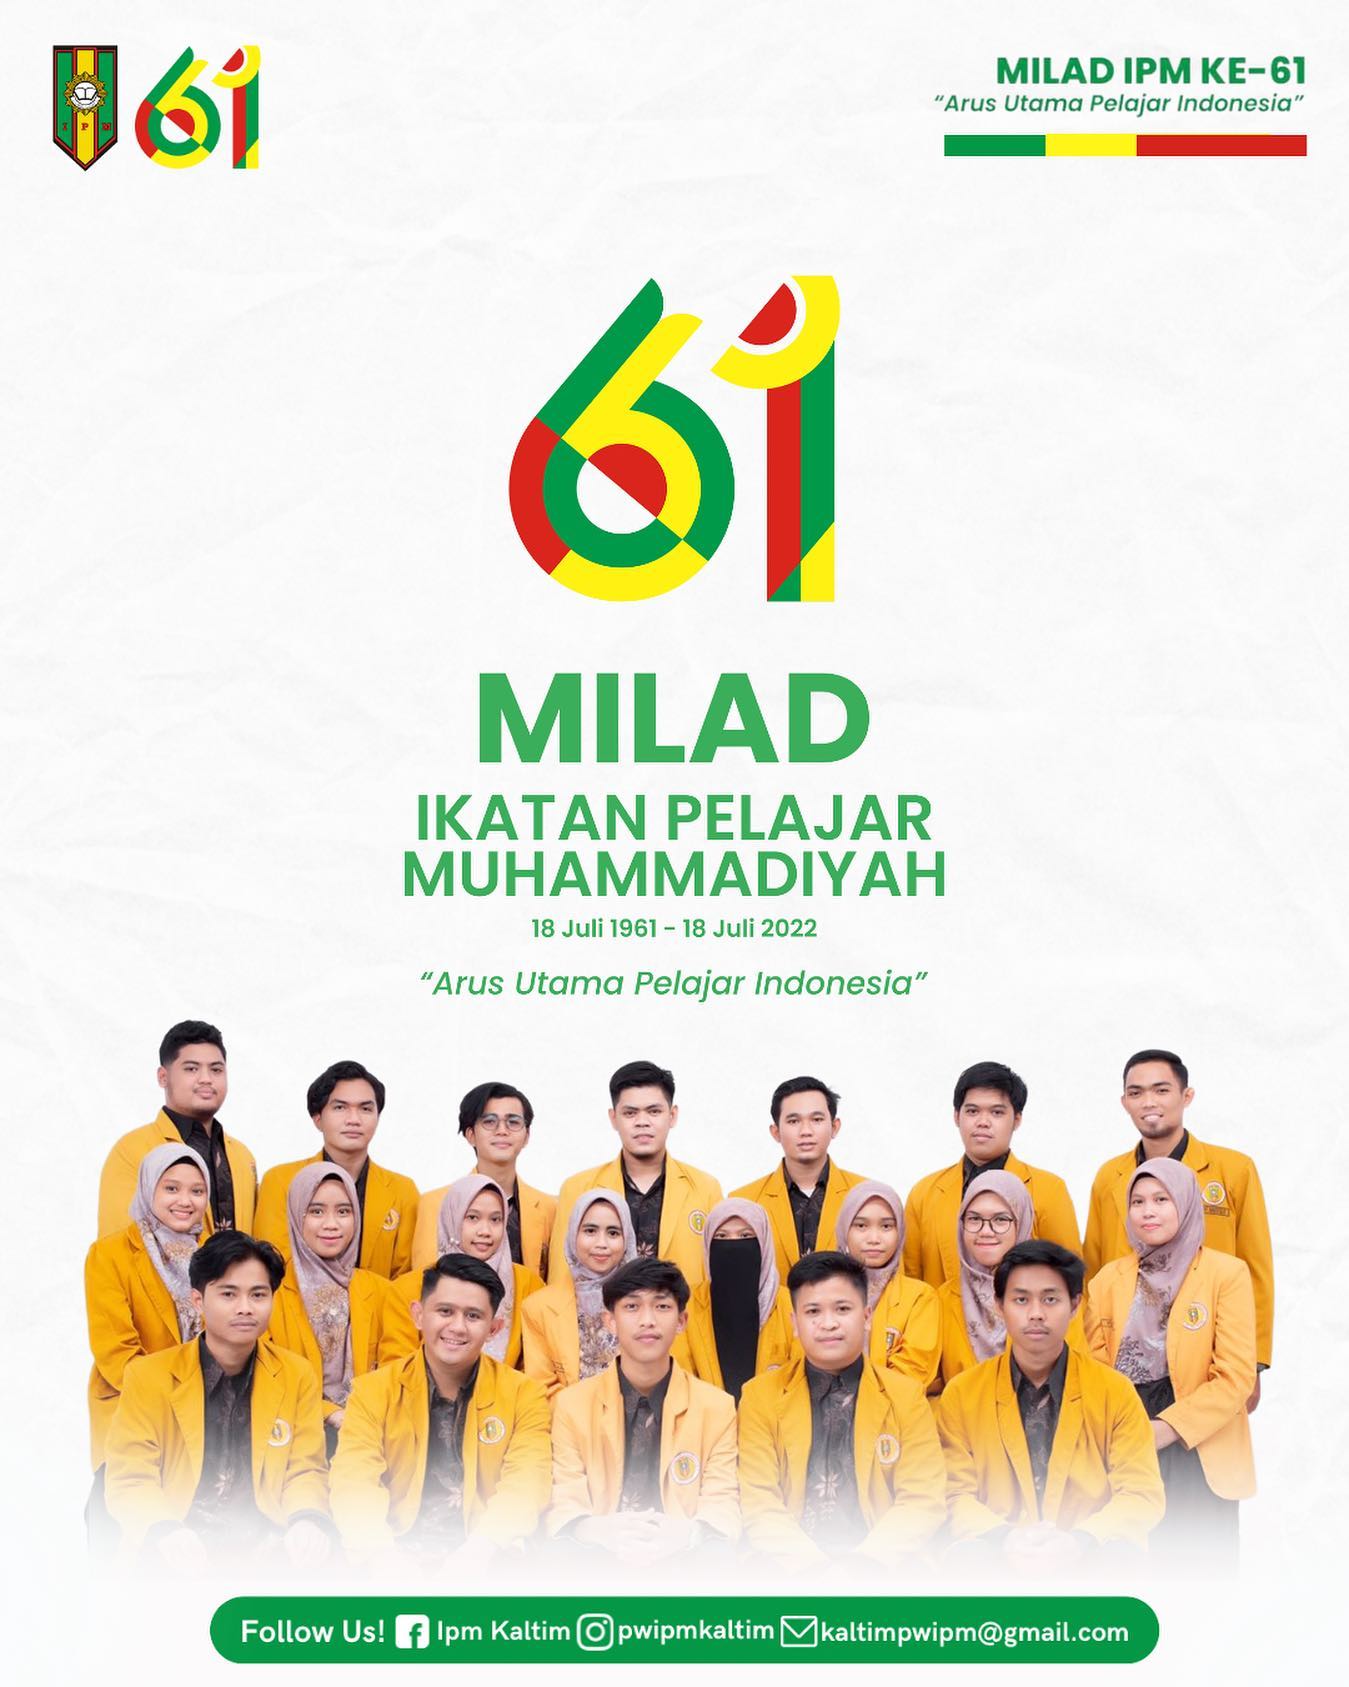 I P M
61
MILAD IPM KE-61
“Arus Utama Pelajar Indonesia”
61
MILAD
IKATAN PELAJAR
MUHAMMADIYAH
18 Juli 1961 - 18 Juli 2022
“Arus Utama Pelajar Indonesia”
Follow Us! Ipm Kaltim pwipmkaltim kaltimpwipm@gmail.com